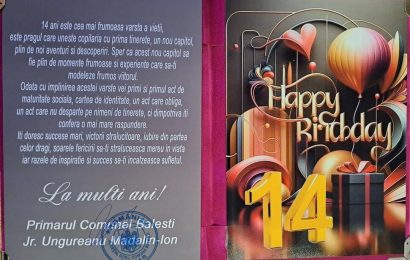 14 ani este cea mai frumoasa varsta a vietii,
este pragul care uneste copilaria cu prima tinerete, un nou capitol,
plin de noi aventuri si descoperiri. Sper ca acest nou capitol sa
fie plin de momente frumoase si experiente care sa-ti
modeleze frumos viitorul.
Odata cu implinirea acestei varste vei primi si primul act de
maturitate sociala, cartea de identitate, un act care obliga,
un act care nu desparte pe nimeni de tinerete, ci dimpotriva iti
confera o mai mare raspundere.
Iti doresc succese mari, victorii stralucitoare, iubire din partea
celor dragi, soarele fericirii sa-ti straluceasca mereu in viata
iar razele de inspiratie si succes sa-ti incalzeasca sufletul.
La multi ani!
Primarul Comunei Balesti
Jr. Ungureanu Madalin-Ion
Happy
Birdbday
14